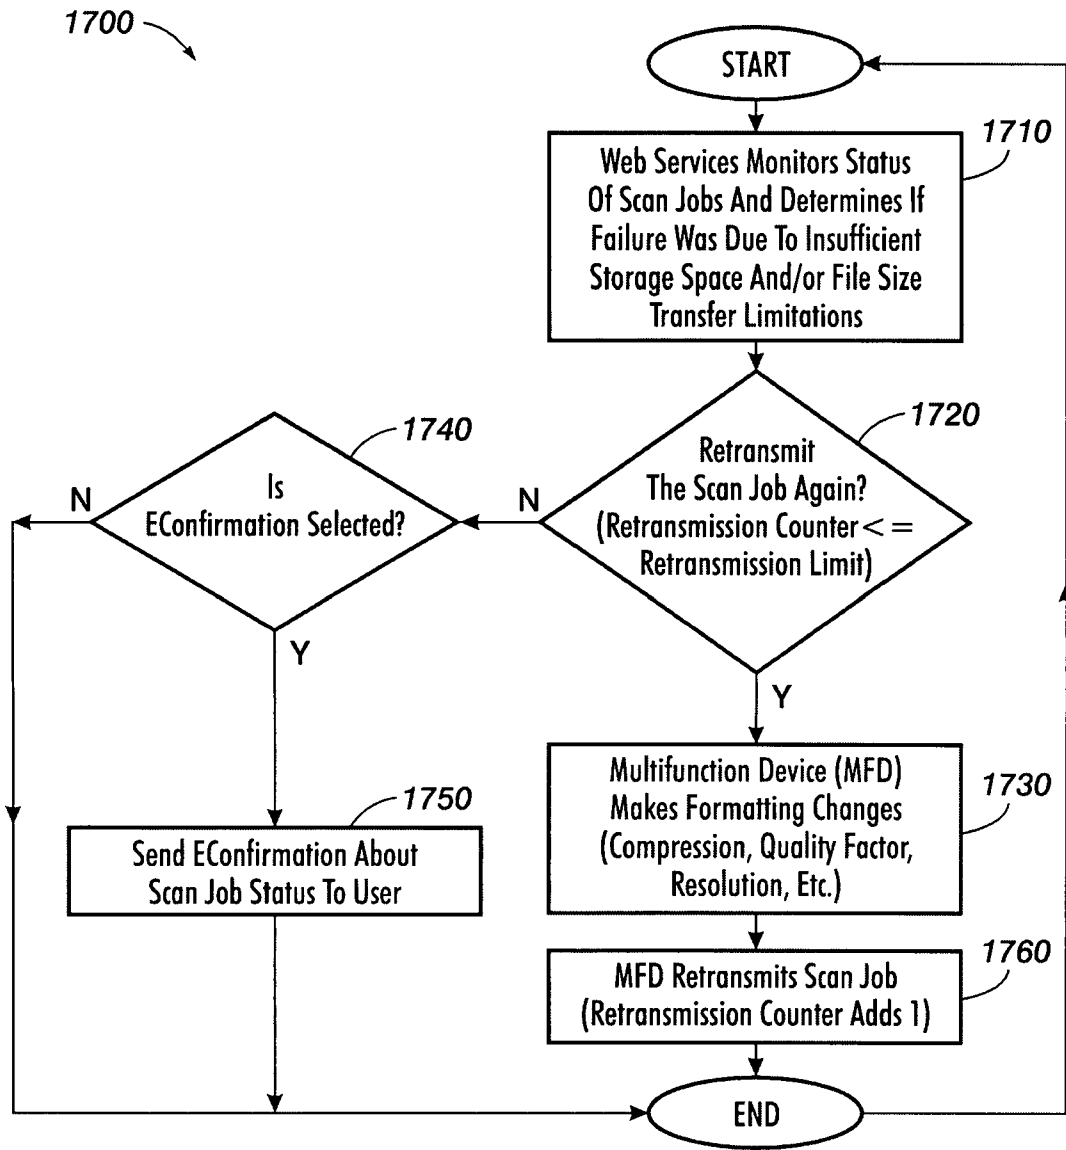 1700
START
1710
Web Services Monitors Status
Of Scan Jobs And Determines If
Failure Was Due To Insufficient
Storage Space And/or File Size
Transfer Limitations
1720
Retransmit
The Scan Job Again?
(Retransmission Counter < =
Retransmission Limit)
N
Y
1740
Is
EConfirmation Selected?
N
Y
1750
Send EConfirmation About
Scan Job Status To User
1730
Multifunction Device (MFD)
Makes Formatting Changes
(Compression, Quality Factor,
Resolution, Etc.)
1760
MFD Retransmits Scan Job
(Retransmission Counter Adds 1)
END